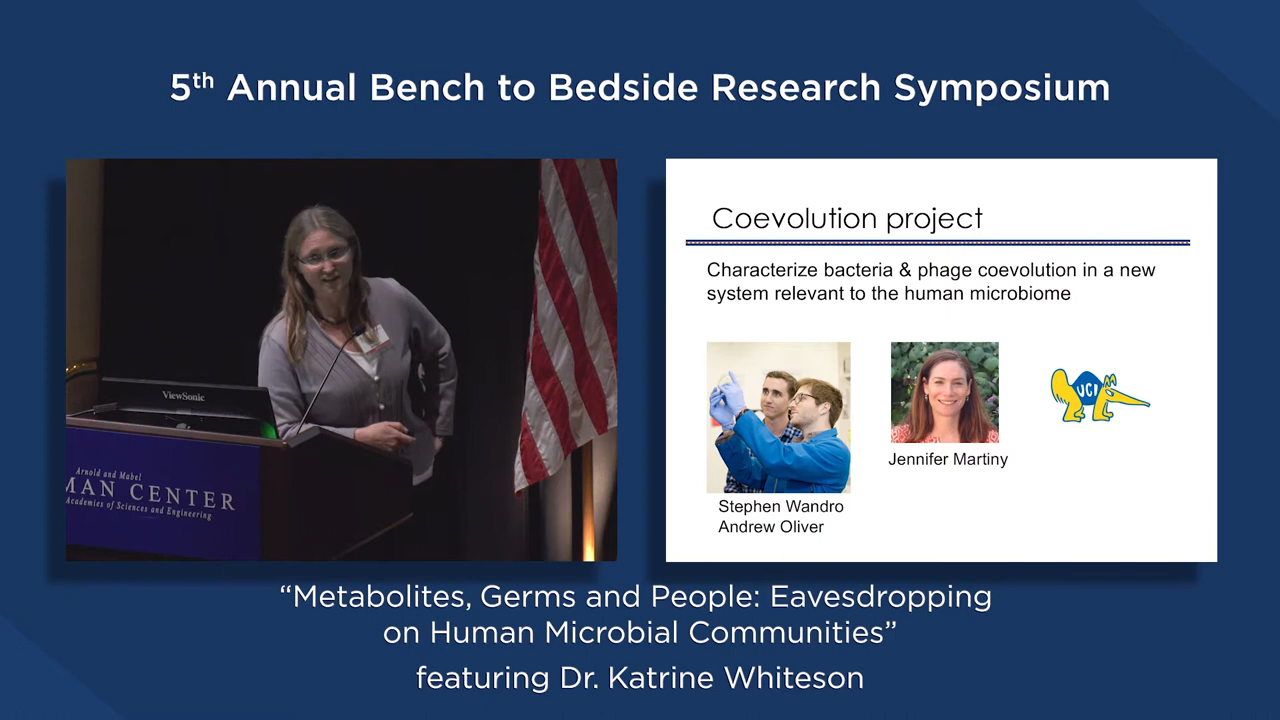 5th Annual Bench to Bedside Research Symposium
ViewSonic
Arnold and Mabel
MAN CENTER
Academies of Sciences and Engineering
Coevolution project
Characterize bacteria & phage coevolution in a new
system relevant to the human microbiome
UCI
Jennifer Martiny
Stephen Wandro
Andrew Oliver
“Metabolites, Germs and People: Eavesdropping
on Human Microbial Communities”
featuring Dr. Katrine Whiteson